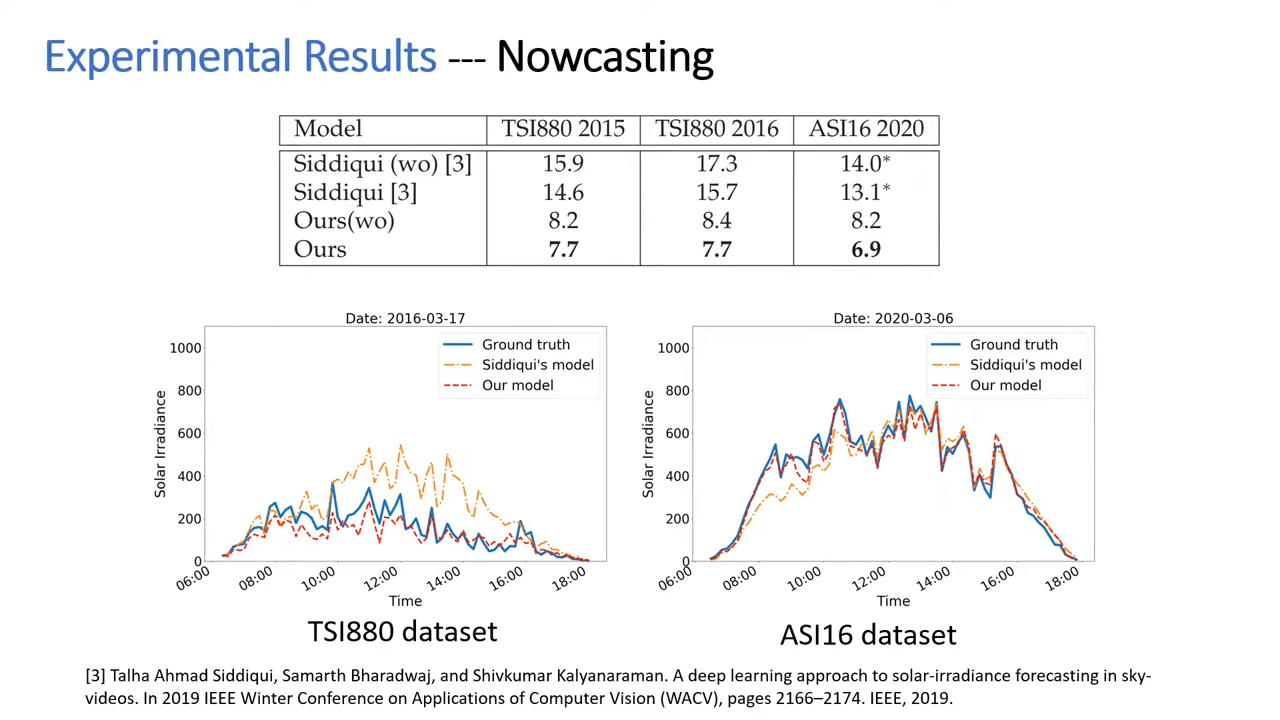 Experimental Results --- Nowcasting
Model TSI880 2015 TSI880 2016 ASI16 2020
Siddiqui (wo) [3] 15.9 17.3 14.0*
Siddiqui [3] 14.6 15.7 13.1*
Ours(wo) 8.2 8.4 8.2
Ours 7.7 7.7 6.9
Date: 2016-03-17
Ground truth
Siddiqui's model
Our model
Solar Irradiance
1000
800
600
400
200
0
06:00 08:00 10:00 12:00 14:00 16:00 18:00
Time
TSI880 dataset
Date: 2020-03-06
Ground truth
Siddiqui's model
Our model
Solar Irradiance
1000
800
600
400
200
0
06:00 08:00 10:00 12:00 14:00 16:00 18:00
Time
ASI16 dataset
[3] Talha Ahmad Siddiqui, Samarth Bharadwaj, and Shivkumar Kalyanaraman. A deep learning approach to solar-irradiance forecasting in sky-
videos. In 2019 IEEE Winter Conference on Applications of Computer Vision (WACV), pages 2166–2174. IEEE, 2019.